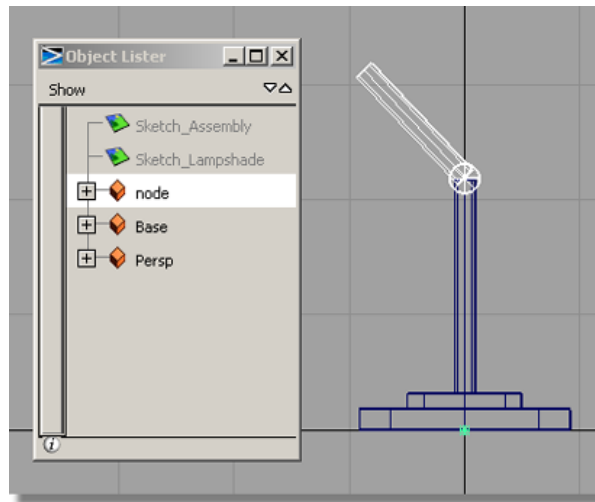 Object Lister
Show
Sketch_Assembly
Sketch_Lampshade
node
Base
Persp